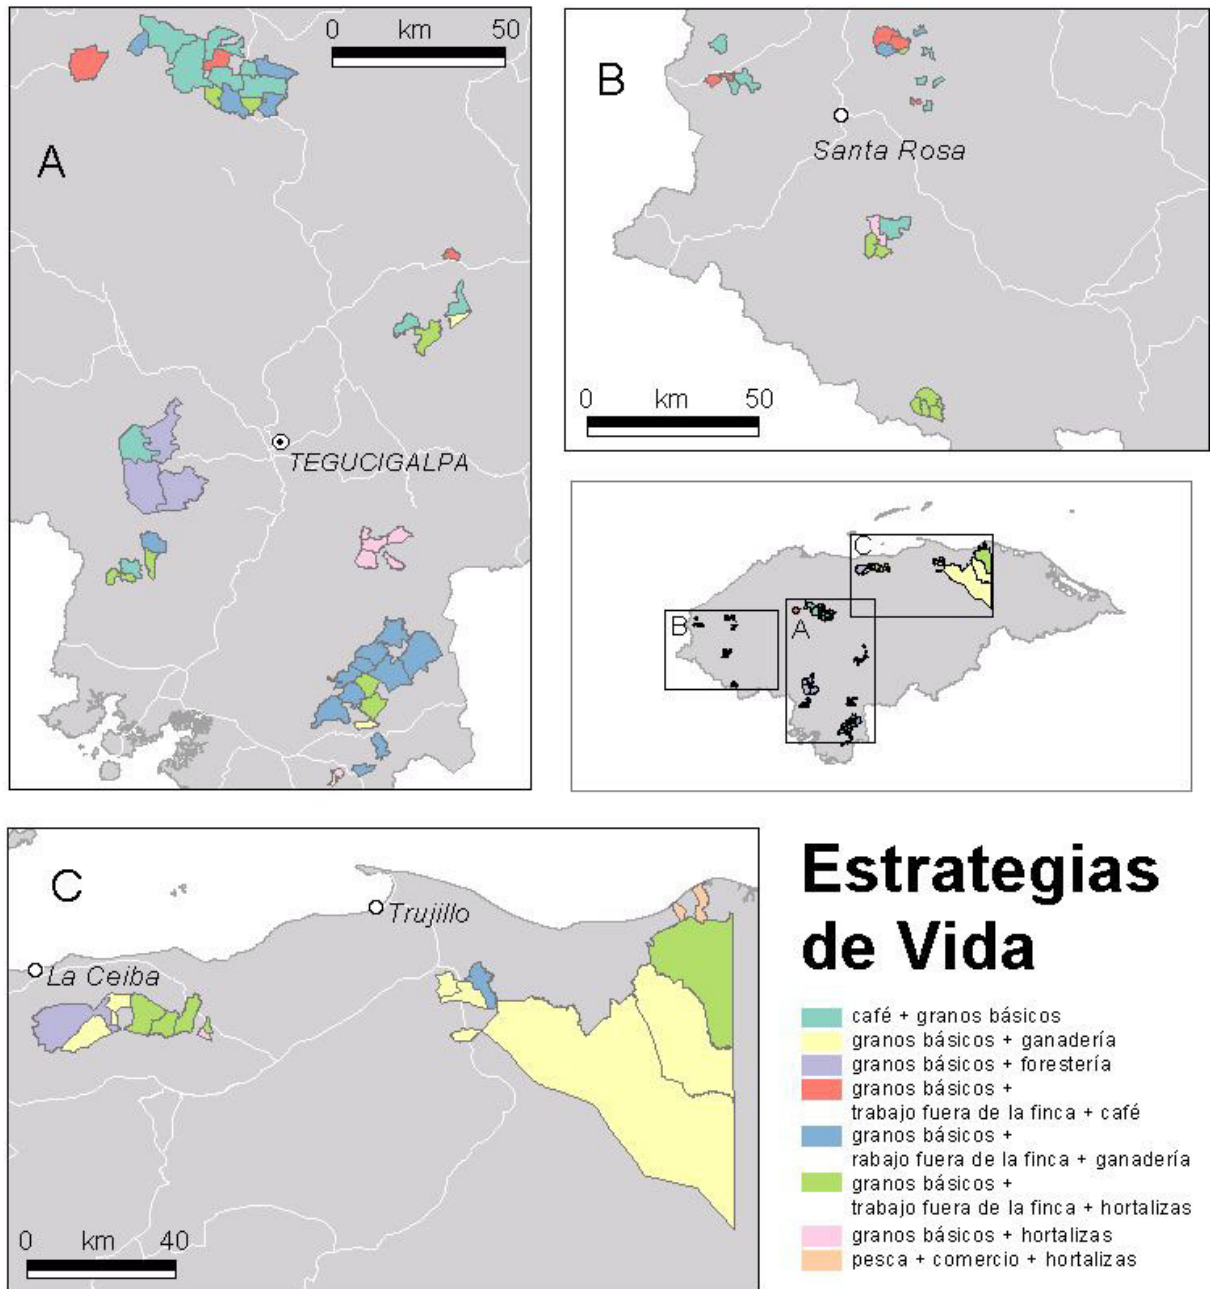 0 km 50
A
TEGUCIGALPA
B
Santa Rosa
0 km 50
C
B
A
C
Trujillo
La Ceiba
0 km 40
Estrategias
de Vida
café + granos básicos
granos básicos + ganadería
granos básicos + forestería
granos básicos +
trabajo fuera de la finca + café
granos básicos +
rabajo fuera de la finca + ganadería
granos básicos +
trabajo fuera de la finca + hortalizas
granos básicos + hortalizas
pesca + comercio + hortalizas